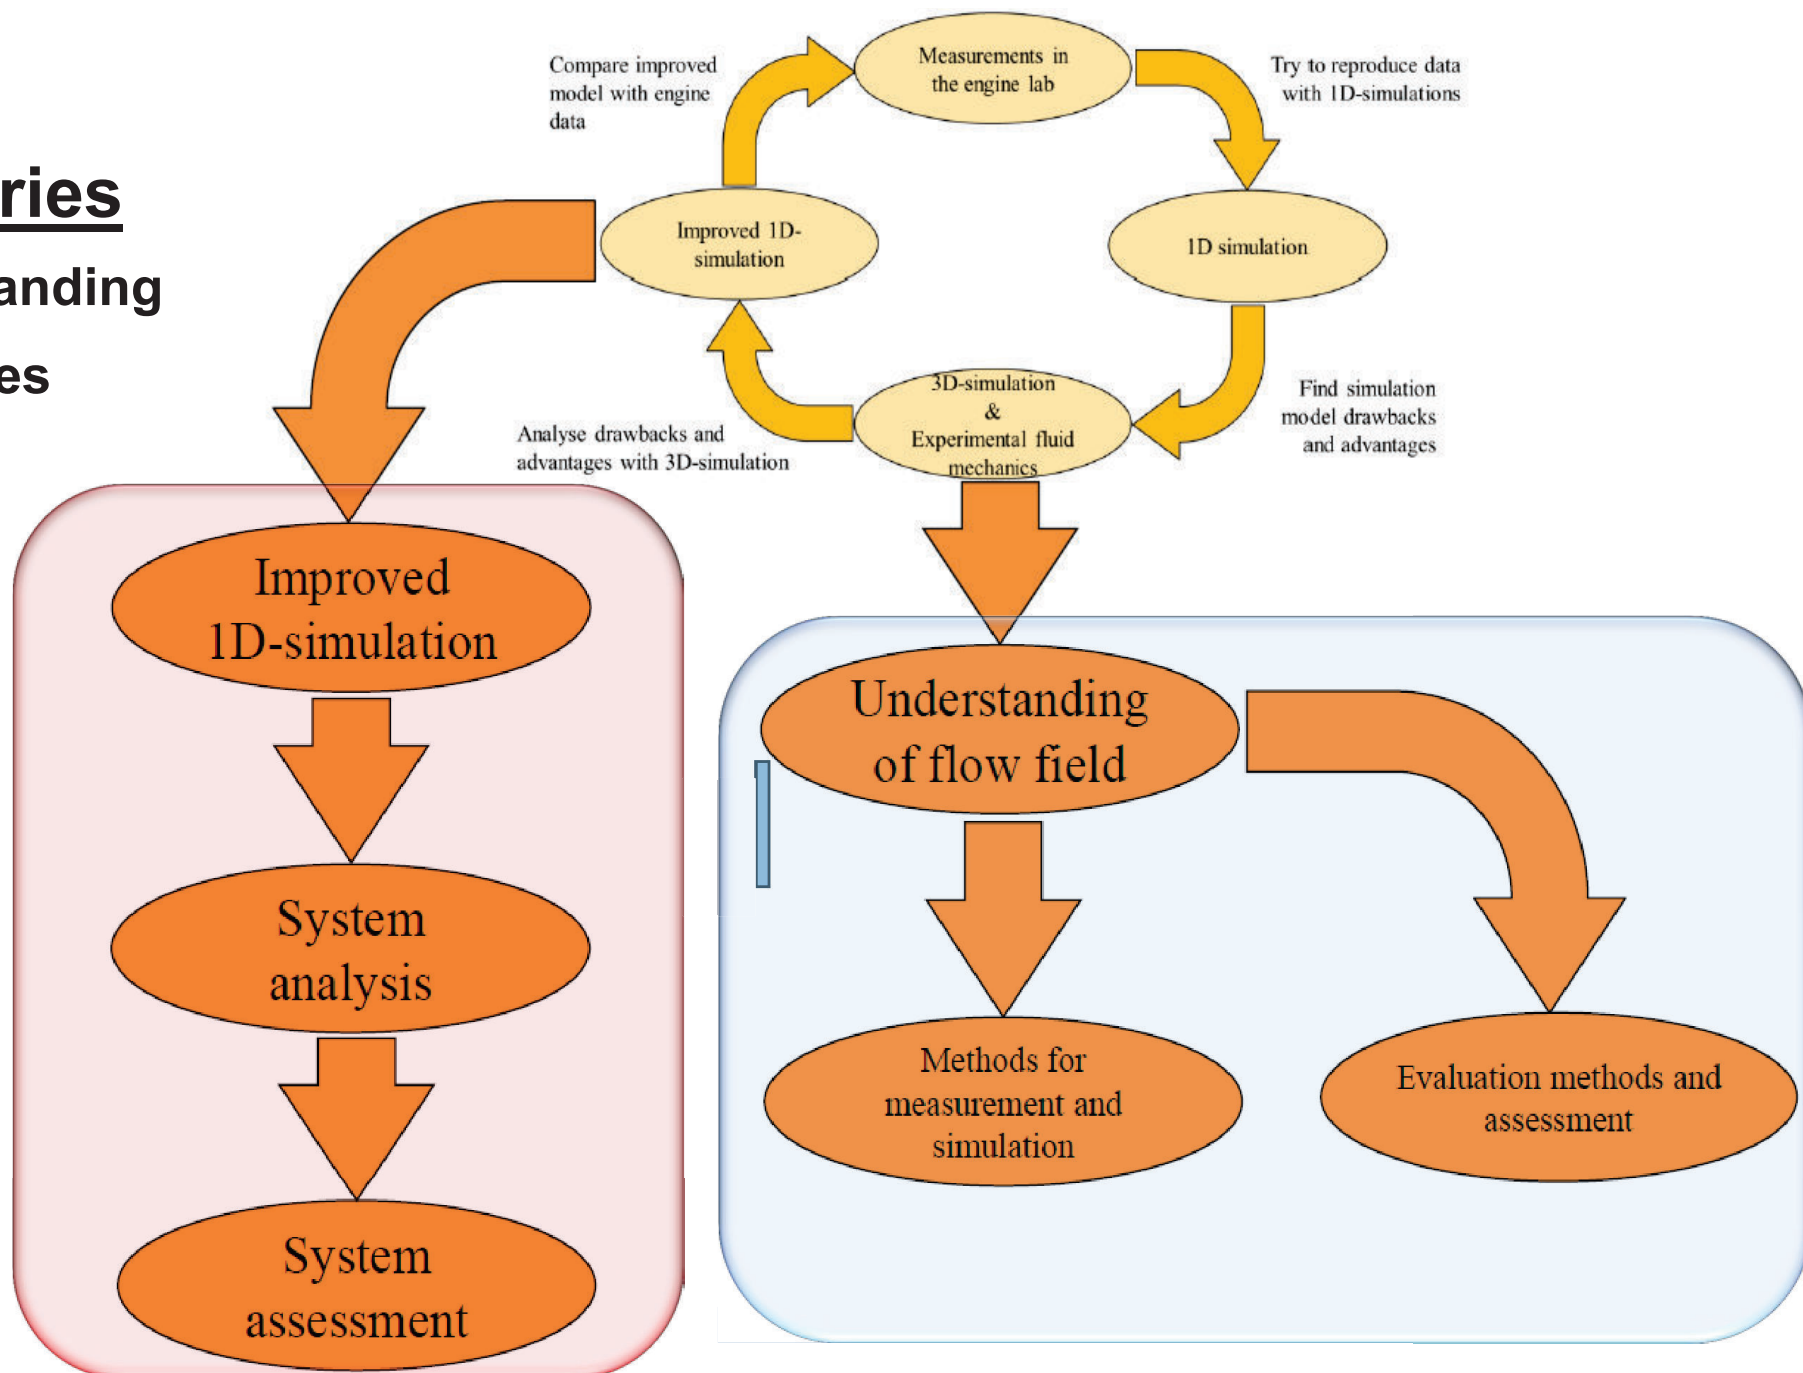 ries
anding
es
Compare improved
model with engine
data
Measurements in
the engine lab
Try to reproduce data
with 1D-simulations
Improved 1D-
simulation
1D simulation
3D-simulation
&
Experimental fluid
mechanics
Find simulation
model drawbacks
and advantages
Analyse drawbacks and
advantages with 3D-simulation
Improved
1D-simulation
System
analysis
System
assessment
Understanding
of flow field
Methods for
measurement and
simulation
Evaluation methods and
assessment